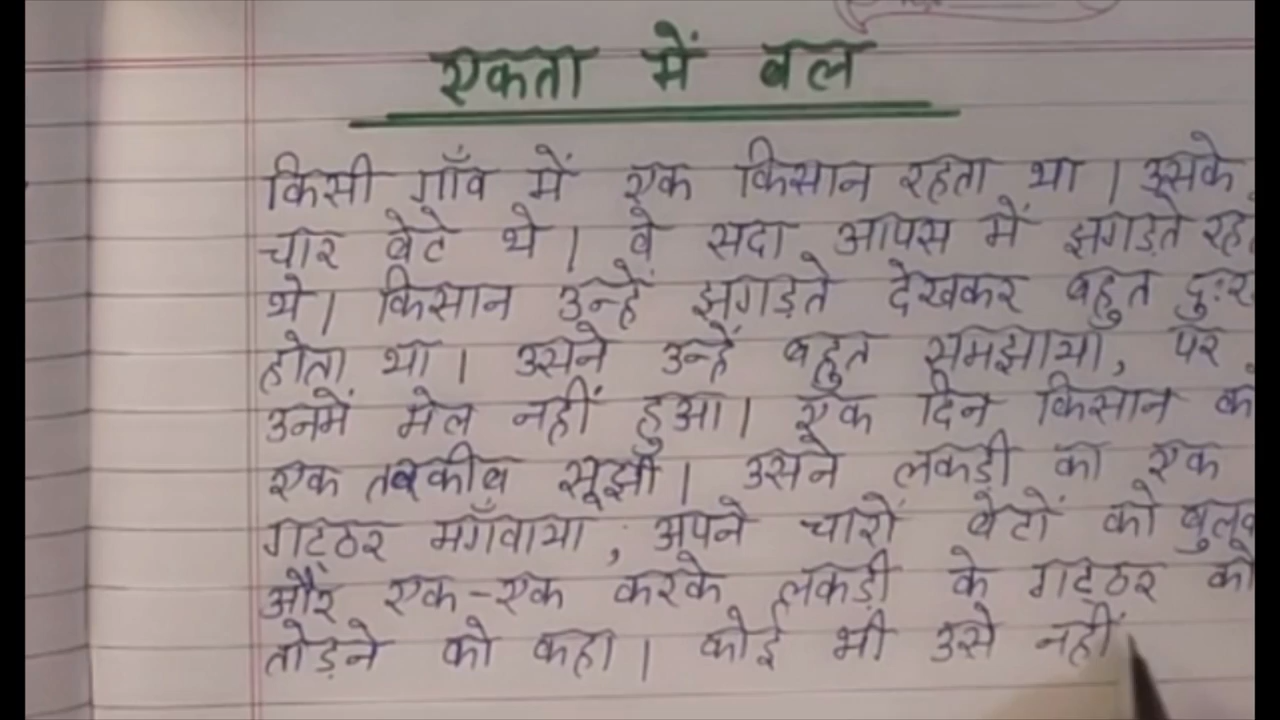 एकता में बल
किसी गाँव में एक किसान रहता था। उसके
चार बेटे थे। वे सदा आपस में झगड़ते
थे। किसान उन्हें झगड़ते देखकर बहुत
होता था। उसने उन्हें बहुत समझाया, पर
उनमें मेल नहीं हुआ। एक दिन किसान
एक तरकीब सूझी। उसने लकड़ी का एक
गट्ठर मगँवाया, अपने चारों बेटों को
और एक-एक करके लकड़ी के गट्ठर को
तोड़ने को कहा। कोई भी उसे नहीं